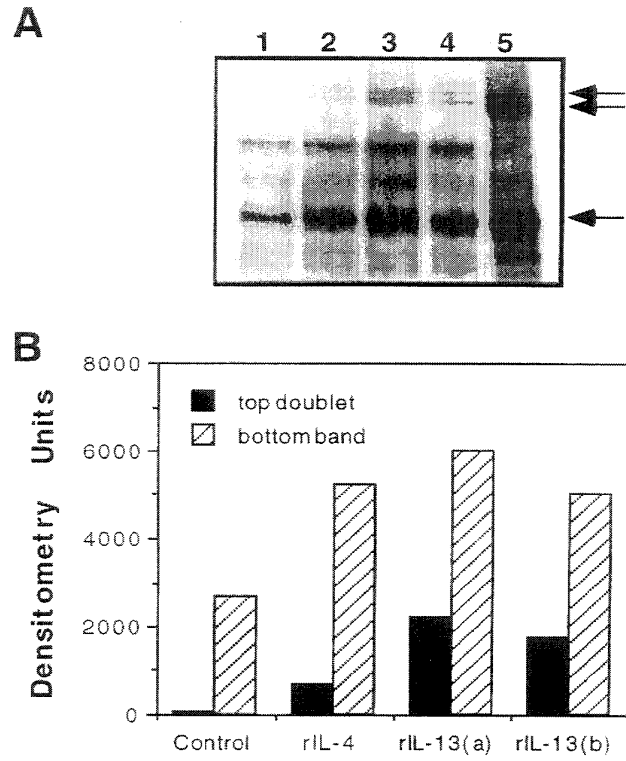 A
1 2 3 4 5
B
8000
6000
4000
2000
0
Densitometry Units
top doublet
bottom band
Control rIL-4 rIL-13(a) rIL-13(b)